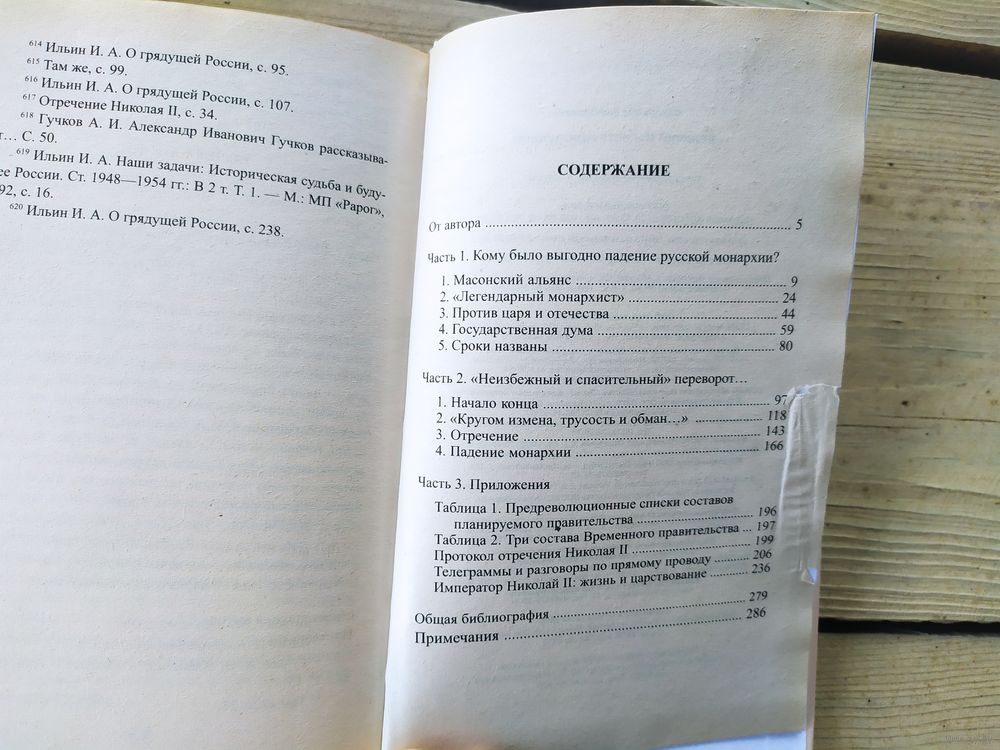 ⁶¹⁴ Ильин И. А. О грядущей России, с. 95.
⁶¹⁵ Там же, с. 99.
⁶¹⁶ Ильин И. А. О грядущей России, с. 107.
⁶¹⁷ Отречение Николая II, с. 34.
⁶¹⁸ Гучков А. И. Александр Иванович Гучков рассказыва-
т… С. 50.
⁶¹⁹ Ильин И. А. Наши задачи: Историческая судьба и буду-
ее России. Ст. 1948—1954 гг.: В 2 т. Т. 1. — М.: МП «Рарог»,
92, с. 16.
⁶²⁰ Ильин И. А. О грядущей России, с. 238.
СОДЕРЖАНИЕ
От автора ..... 5
Часть 1. Кому было выгодно падение русской монархии?
1. Масонский альянс ..... 9
2. «Легендарный монархист» ..... 24
3. Против царя и отечества ..... 44
4. Государственная дума ..... 59
5. Сроки названы ..... 80
Часть 2. «Неизбежный и спасительный» переворот…
1. Начало конца ..... 97
2. «Кругом измена, трусость и обман…» ..... 118
3. Отречение ..... 143
4. Падение монархии ..... 166
Часть 3. Приложения
Таблица 1. Предреволюционные списки составов
планируемого правительства ..... 196
Таблица 2. Три состава Временного правительства ... 197
Протокол отречения Николая II ..... 199
Телеграммы и разговоры по прямому проводу ..... 206
Император Николай II: жизнь и царствование ..... 236
Общая библиография ..... 279
Примечания ..... 286